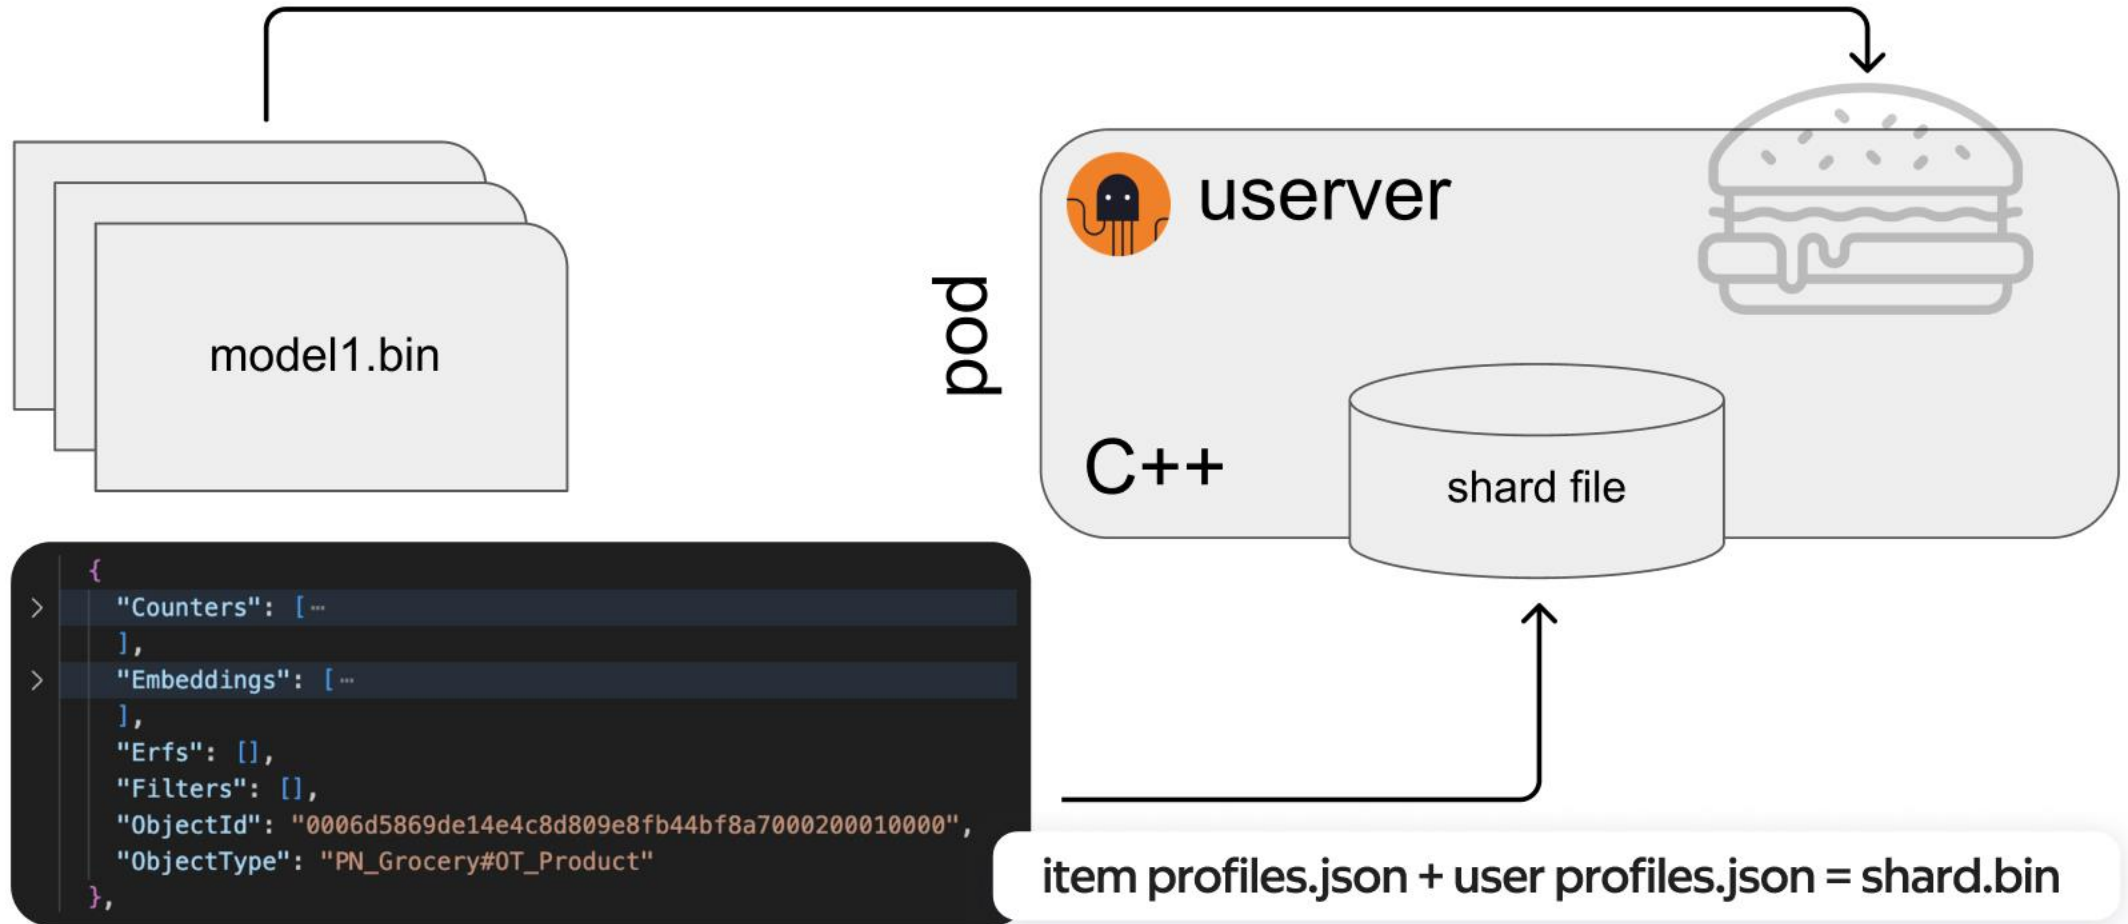 model1.bin
pod
userver
C++
shard file
{
"Counters": [⋯
],
"Embeddings": [⋯
],
"Erfs": [],
"Filters": [],
"ObjectId": "0006d5869de14e4c8d809e8fb44bf8a7000200010000",
"ObjectType": "PN_Grocery#OT_Product"
},
item profiles.json + user profiles.json = shard.bin